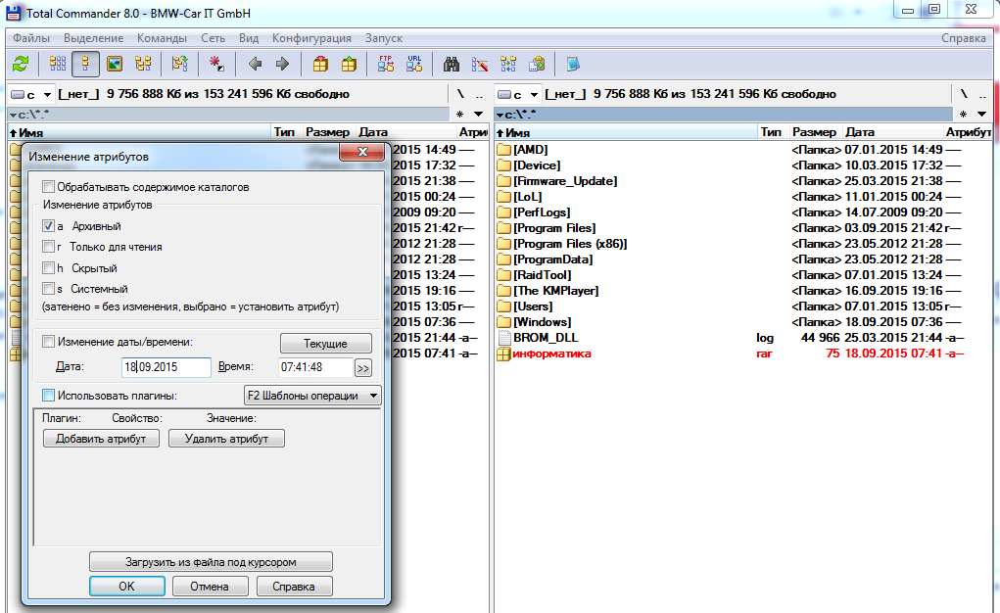 Total Commander 8.0 - BMW-Car IT GmbH
Файлы Выделение Команды Сеть Вид Конфигурация Запуск Справка
FTP URL
c [_нет_] 9 756 888 Кб из 153 241 596 Кб свободно \ ..
c [_нет_] 9 756 888 Кб из 153 241 596 Кб свободно \ ..
c:\*.* *
c:\*.* *
Имя Тип Размер Дата Атри
Имя Тип Размер Дата Атрибут
2015 14:49 ----
2015 17:32 ----
2015 21:38 ----
2015 00:24 ----
2009 09:20 ----
2015 21:42 r---
2012 21:28 ----
2012 21:28 ----
2015 13:24 ----
2015 19:16 ----
2015 13:05 r---
2015 07:36 ----
2015 21:44 -a--
2015 07:41 -a--
Изменение атрибутов
Обрабатывать содержимое каталогов
Изменение атрибутов
a Архивный
r Только для чтения
h Скрытый
s Системный
(затенено = без изменения, выбрано = установить атрибут)
Изменение даты/времени: Текущие
Дата: 18.09.2015 Время: 07:41:48 >>
Использовать плагины: F2 Шаблоны операции
Плагин: Свойство: Значение:
Добавить атрибут Удалить атрибут
Загрузить из файла под курсором
OK Отмена Справка
[AMD] <Папка> 07.01.2015 14:49 ----
[Device] <Папка> 10.03.2015 17:32 ----
[Firmware_Update] <Папка> 25.03.2015 21:38 ----
[LoL] <Папка> 11.01.2015 00:24 ----
[PerfLogs] <Папка> 14.07.2009 09:20 ----
[Program Files] <Папка> 03.09.2015 21:42 r---
[Program Files (x86)] <Папка> 23.05.2012 21:28 ----
[ProgramData] <Папка> 23.05.2012 21:28 ----
[RaidTool] <Папка> 07.01.2015 13:24 ----
[The KMPlayer] <Папка> 16.09.2015 19:16 ----
[Users] <Папка> 07.01.2015 13:05 r---
[Windows] <Папка> 18.09.2015 07:36 ----
BROM_DLL log 44 966 25.03.2015 21:44 -a--
информатика rar 75 18.09.2015 07:41 -a--